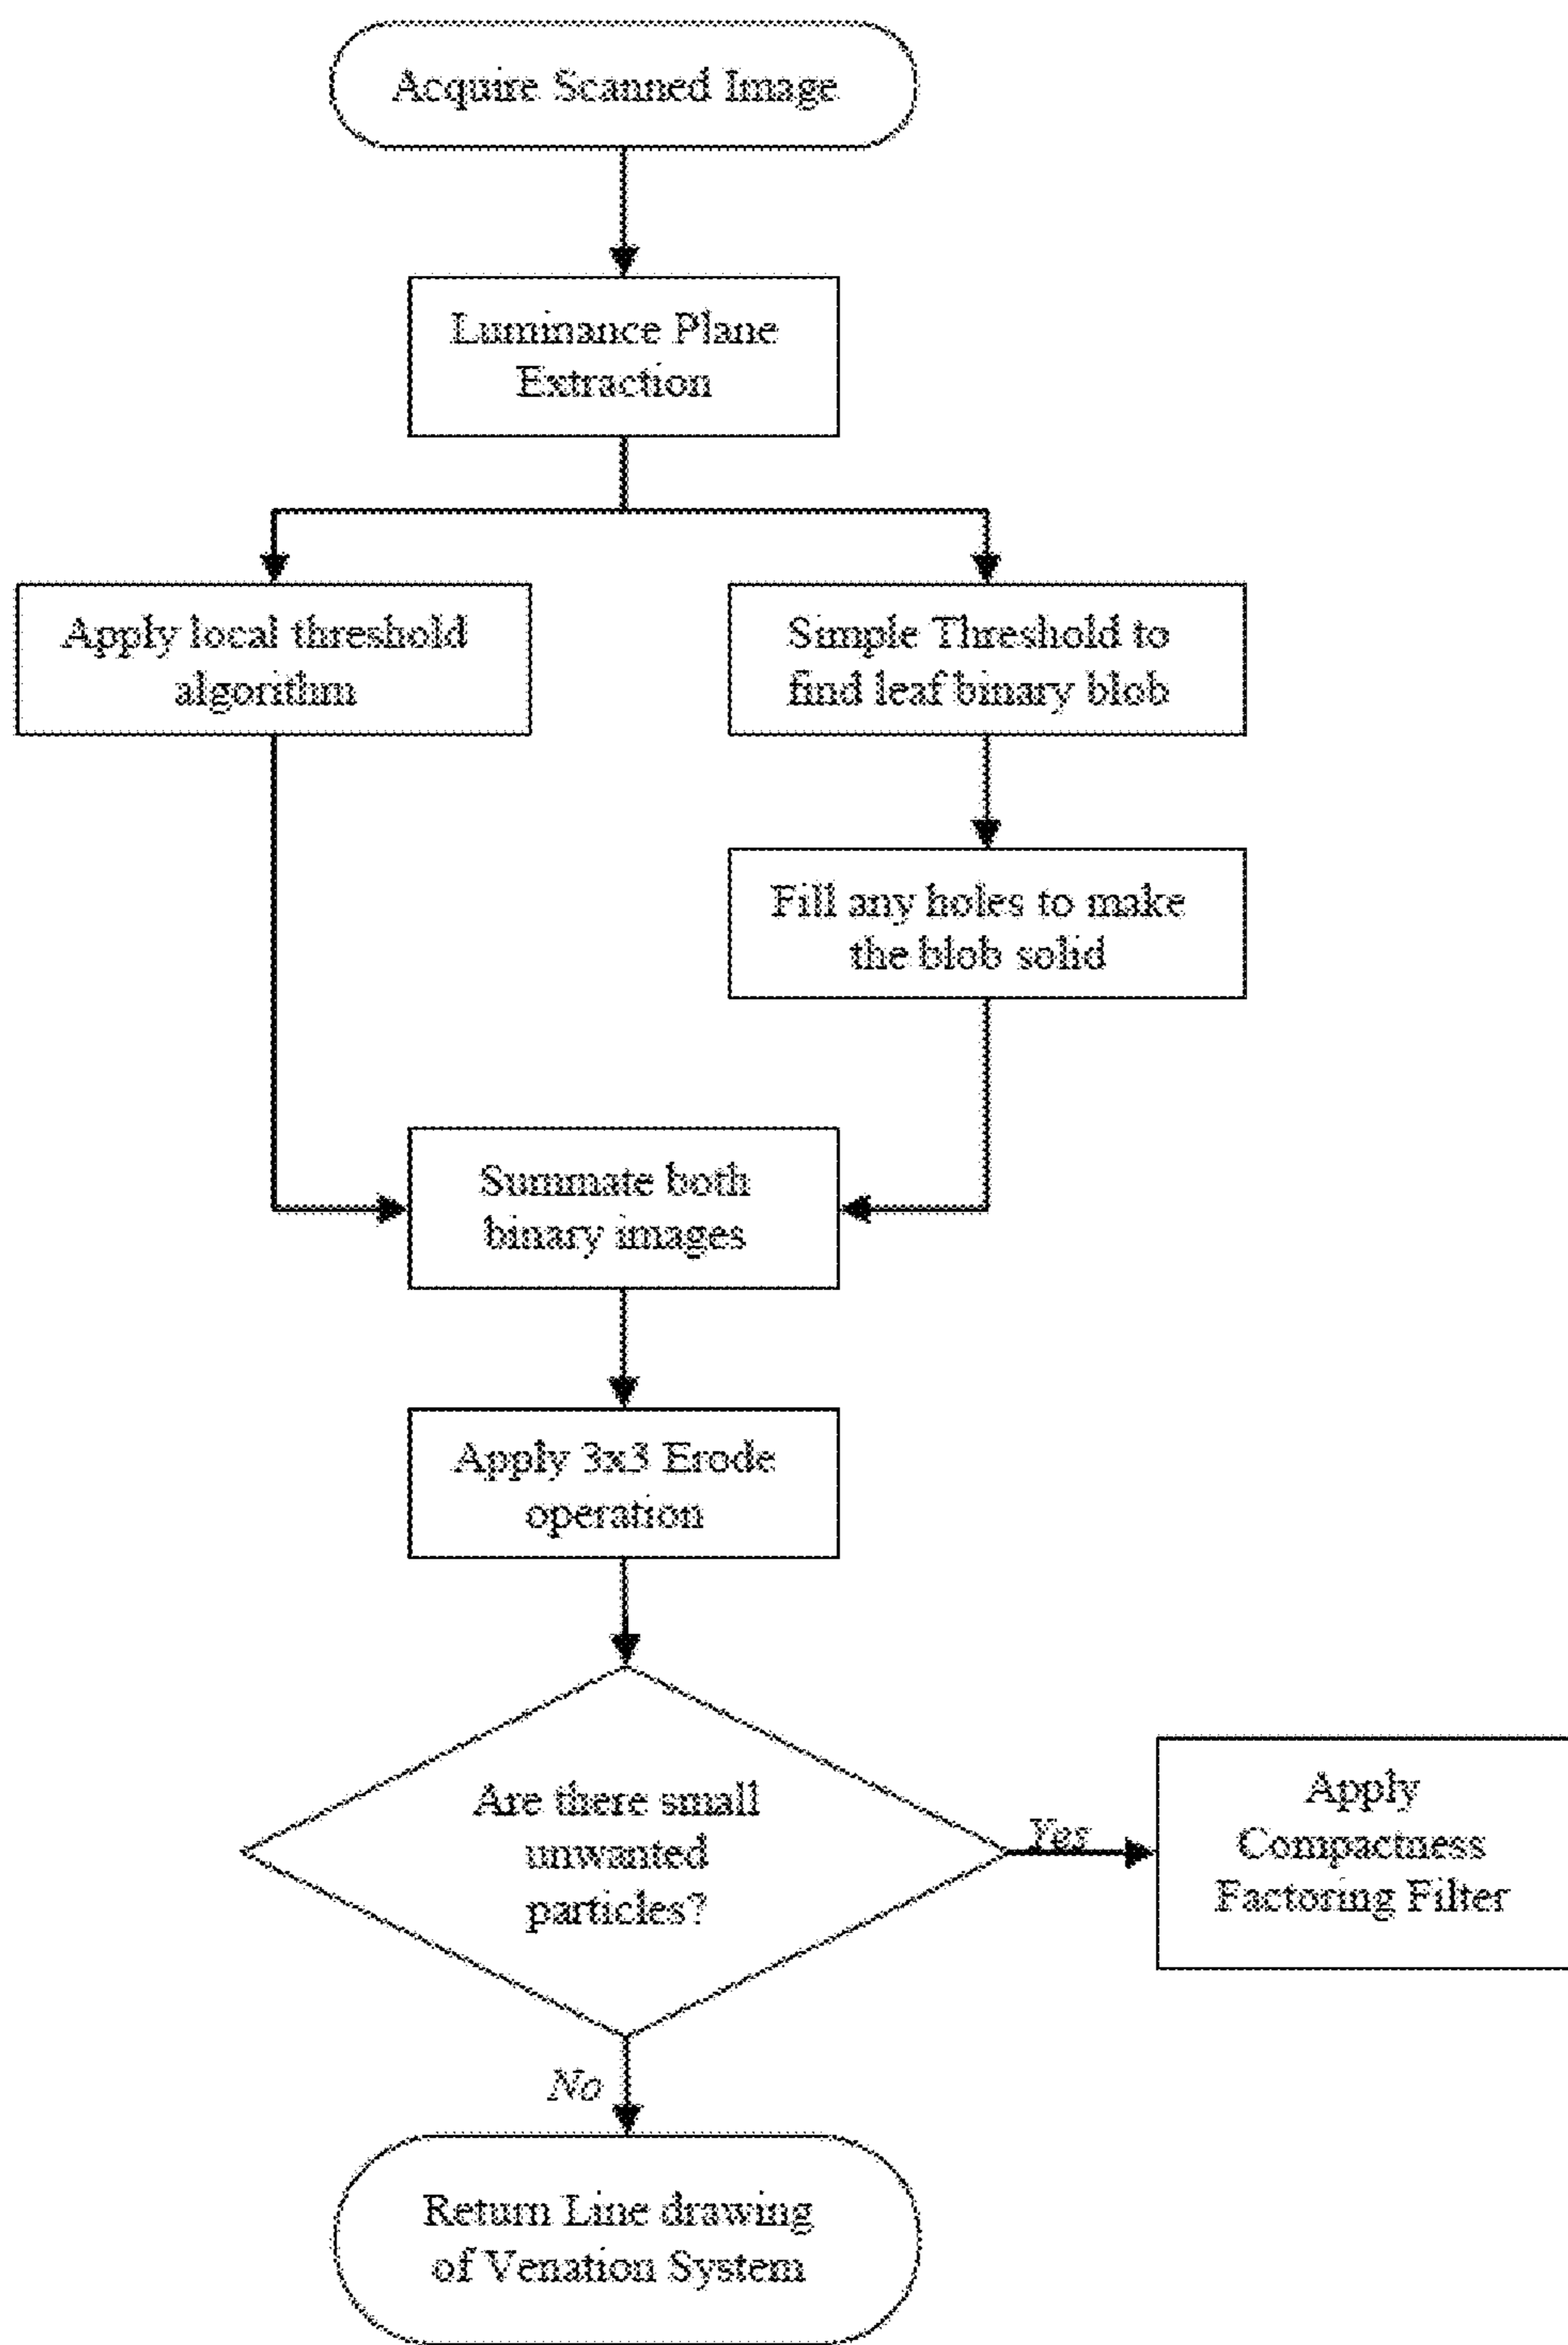 Acquire Scanned Image
Luminance Plane
Extraction
Apply local threshold
algorithm
Simple Threshold to
find leaf binary blob
Fill any holes to make
the blob solid
Summate both
binary images
Apply 3x3 Erode
operation
Are there small
unwanted
particles?
Yes
Apply
Compactness
Factoring Filter
No
Return Line drawing
of Venation System